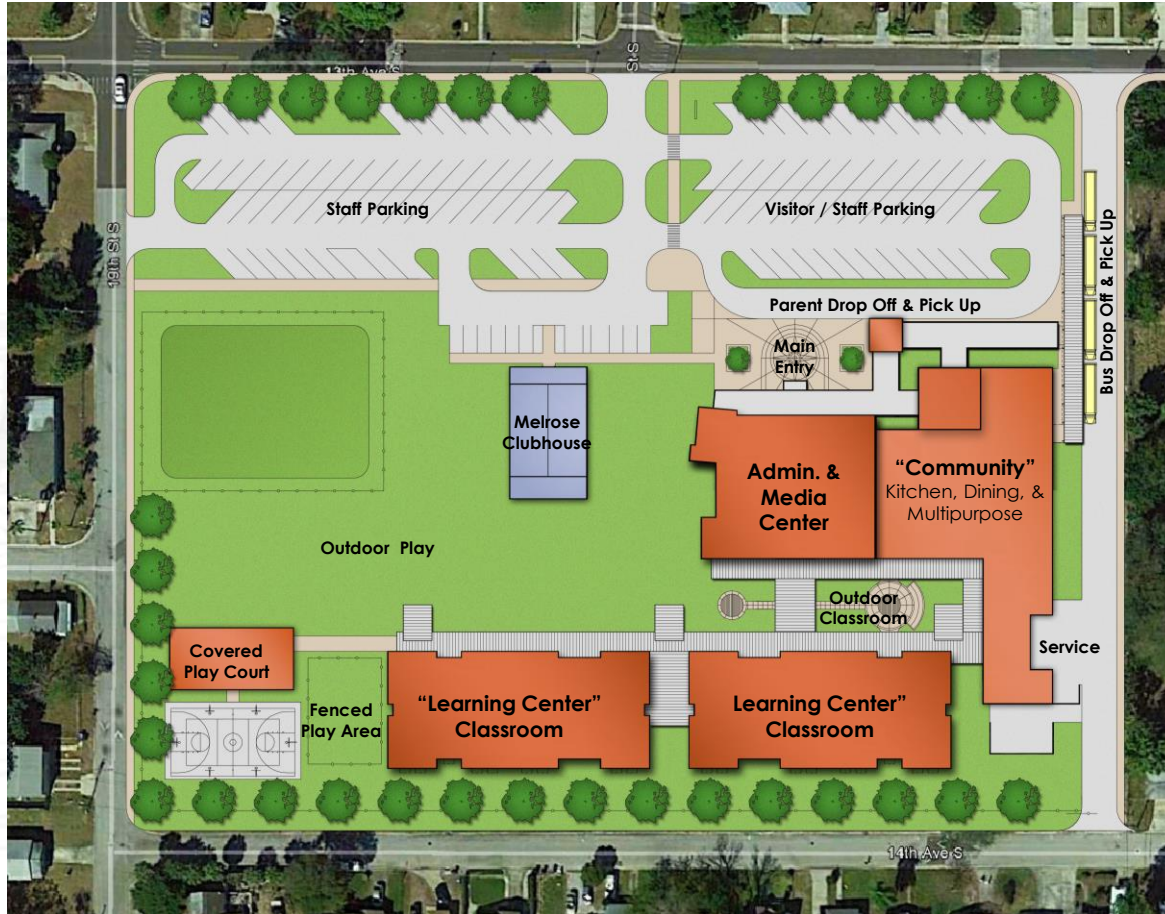 13th Ave S
St S
19th St S
Staff Parking
Visitor / Staff Parking
Bus Drop Off & Pick Up
Parent Drop Off & Pick Up
Main
Entry
Melrose
Clubhouse
Admin. &
Media
Center
“Community”
Kitchen, Dining, &
Multipurpose
Outdoor Play
Outdoor
Classroom
Covered
Play Court
Service
Fenced
Play Area
“Learning Center”
Classroom
Learning Center”
Classroom
14th Ave S